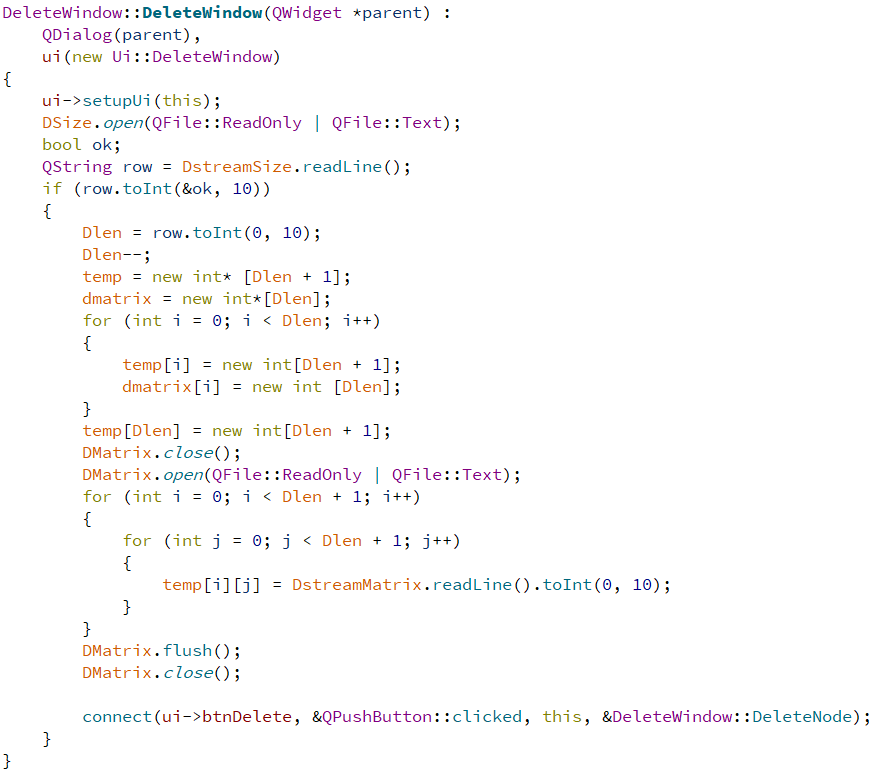 DeleteWindow::DeleteWindow(QWidget *parent) :
    QDialog(parent),
    ui(new Ui::DeleteWindow)
{
    ui->setupUi(this);
    DSize.open(QFile::ReadOnly | QFile::Text);
    bool ok;
    QString row = DstreamSize.readLine();
    if (row.toInt(&ok, 10))
    {
        Dlen = row.toInt(0, 10);
        Dlen--;
        temp = new int* [Dlen + 1];
        dmatrix = new int*[Dlen];
        for (int i = 0; i < Dlen; i++)
        {
            temp[i] = new int[Dlen + 1];
            dmatrix[i] = new int [Dlen];
        }
        temp[Dlen] = new int[Dlen + 1];
        DMatrix.close();
        DMatrix.open(QFile::ReadOnly | QFile::Text);
        for (int i = 0; i < Dlen + 1; i++)
        {
            for (int j = 0; j < Dlen + 1; j++)
            {
                temp[i][j] = DstreamMatrix.readLine().toInt(0, 10);
            }
        }
        DMatrix.flush();
        DMatrix.close();

        connect(ui->btnDelete, &QPushButton::clicked, this, &DeleteWindow::DeleteNode);
    }
}